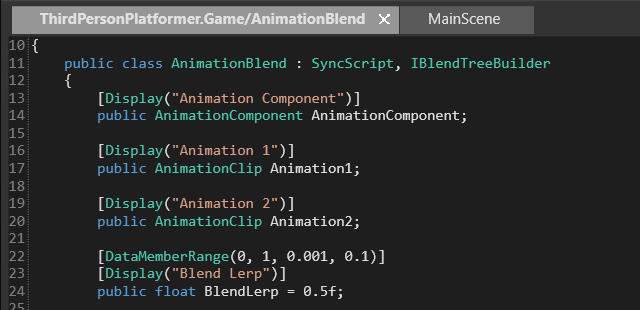 ThirdPersonPlatformer.Game/AnimationBlend × MainScene
10 {
11 public class AnimationBlend : SyncScript, IBlendTreeBuilder
12 {
13 [Display("Animation Component")]
14 public AnimationComponent AnimationComponent;
15
16 [Display("Animation 1")]
17 public AnimationClip Animation1;
18
19 [Display("Animation 2")]
20 public AnimationClip Animation2;
21
22 [DataMemberRange(0, 1, 0.001, 0.1)]
23 [Display("Blend Lerp")]
24 public float BlendLerp = 0.5f;
25